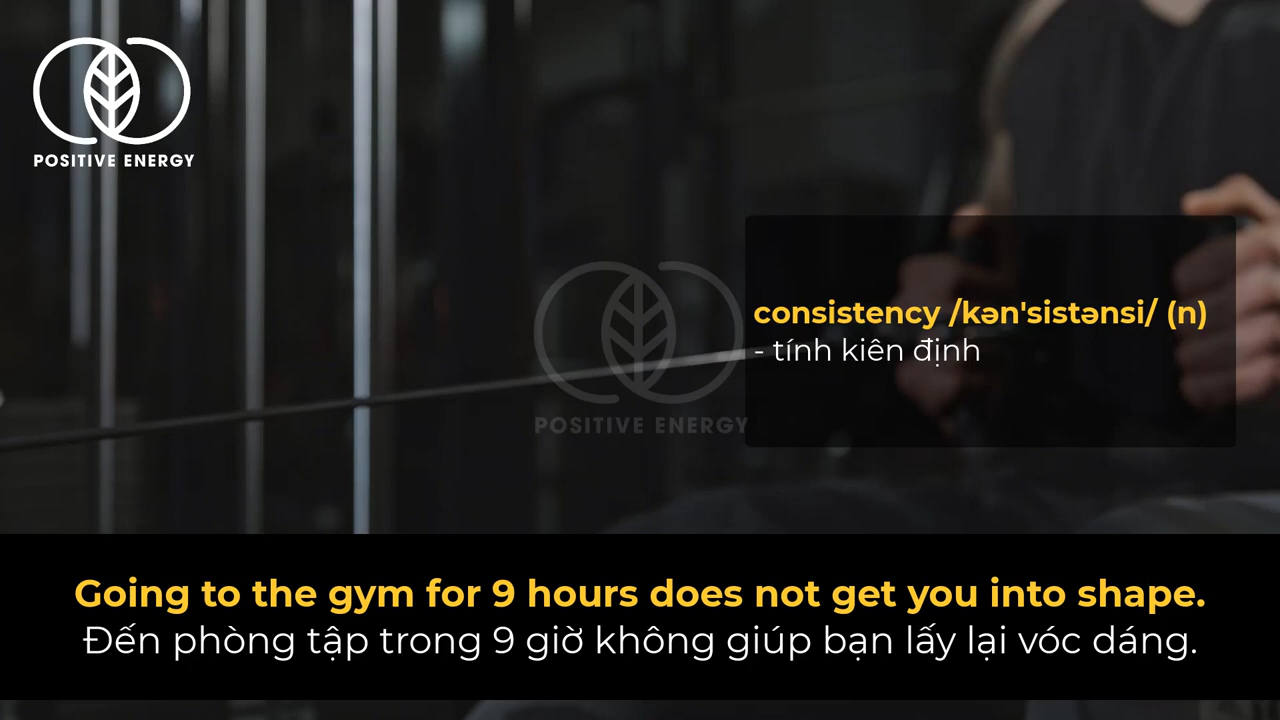 POSITIVE ENERGY
consistency /kən'sistənsi/ (n)
- tính kiên định
POSITIVE ENERGY
Going to the gym for 9 hours does not get you into shape.
Đến phòng tập trong 9 giờ không giúp bạn lấy lại vóc dáng.